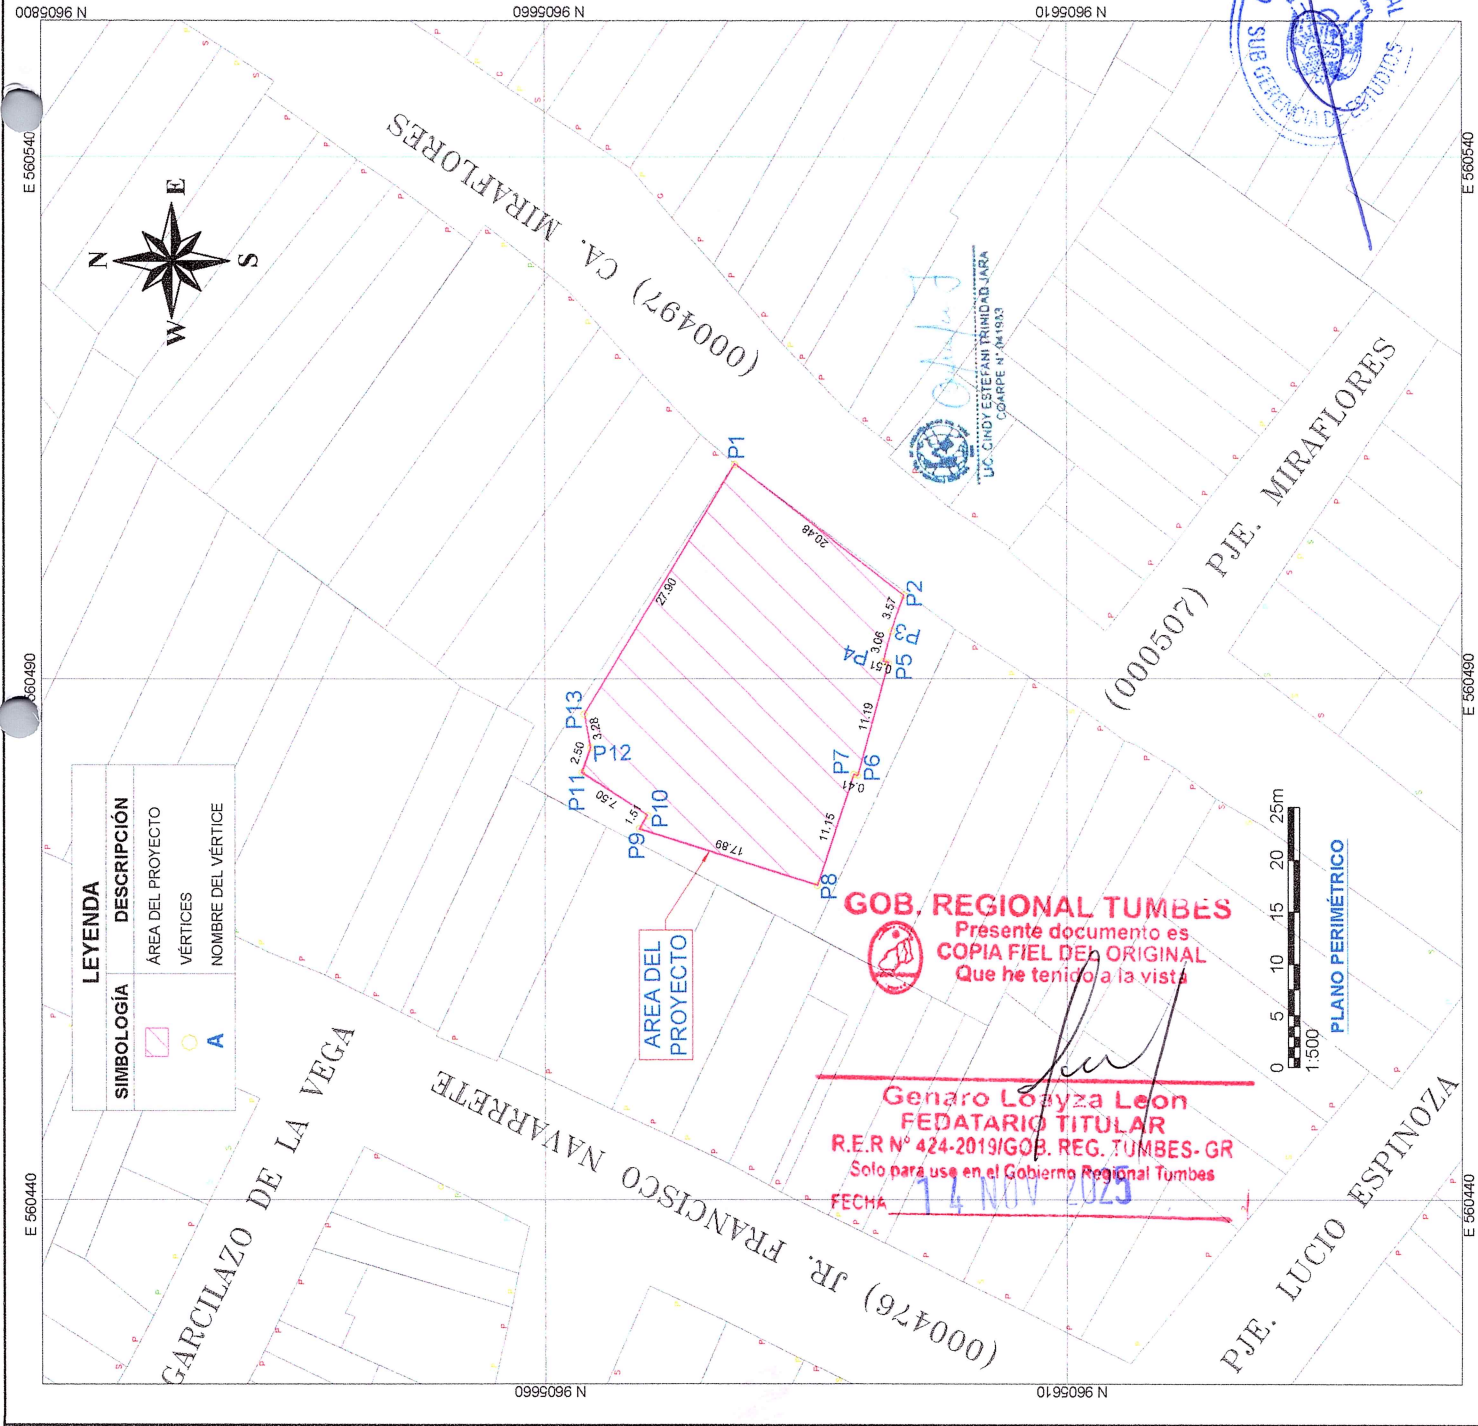 9605800 N
9605660 N
9605610 N
E 560540
E 560540
N
W
E
S
(000497) CA. MIRAFLORES
SUB GERENCIA DE ESTUDIOS
LIC. CINDY ESTEFANI TRINIDAD JARA
COARPE N° 041983
560490
E 560490
P1
P2
P3
P4
P5
P6
P7
P8
P9
P10
P11
P12
P13
20.48
3.57
3.06
0.51
11.19
0.41
11.15
17.89
1.51
7.50
2.50
3.28
27.90
(000507) PJE. MIRAFLORES
LEYENDA
SIMBOLOGÍA DESCRIPCIÓN
ÁREA DEL PROYECTO
VÉRTICES
A NOMBRE DEL VÉRTICE
AREA DEL
PROYECTO
GOB. REGIONAL TUMBES
Presente documento es
COPIA FIEL DEL ORIGINAL
Que he tenido a la vista
Genaro Loayza Leon
FEDATARIO TITULAR
R.E.R N° 424-2019/GOB. REG. TUMBES- GR
Solo para use en el Gobierno Regional Tumbes
FECHA 14 NOV 2025
0 5 10 15 20 25m
1:500
PLANO PERIMÉTRICO
GARCILAZO DE LA VEGA
(000476) JR. FRANCISCO NAVARRETE
PJE. LUCIO ESPINOZA
E 560440
E 560440
9605660 N
9605610 N